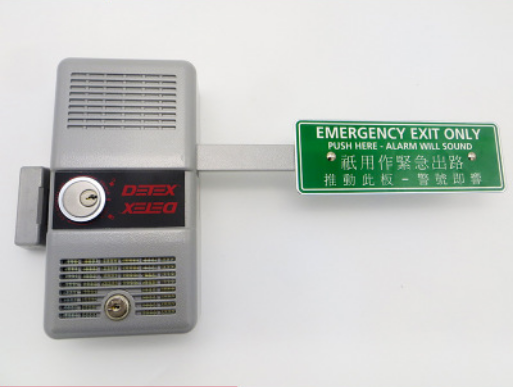 DETEX
DETEX
EMERGENCY EXIT ONLY
PUSH HERE - ALARM WILL SOUND
祇用作緊急出路
推動此板 - 警號即響